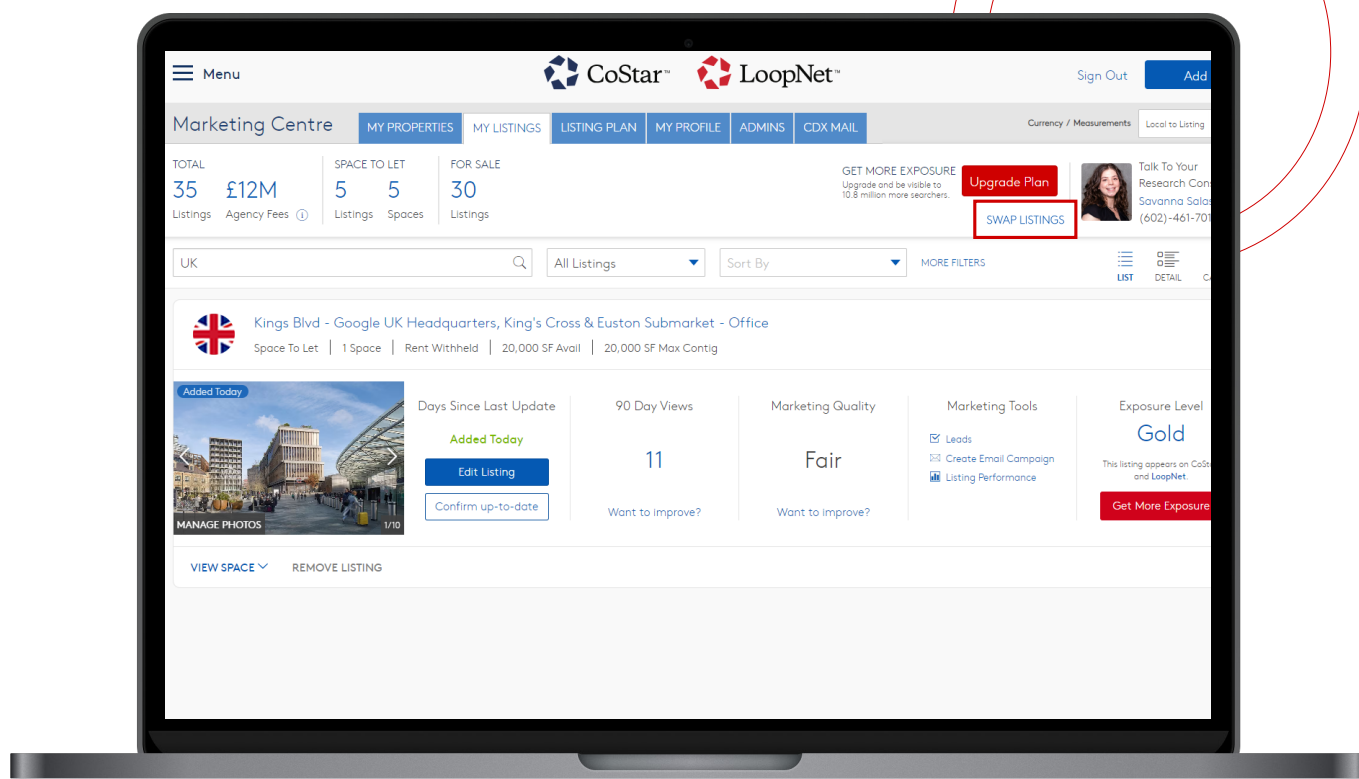 Menu
CoStar™
LoopNet™
Sign Out
Add
Marketing Centre
MY PROPERTIES
MY LISTINGS
LISTING PLAN
MY PROFILE
ADMINS
CDX MAIL
Currency / Measurements
Local to Listing
TOTAL
35
£12M
Listings
Agency Fees
SPACE TO LET
5
5
Listings
Spaces
FOR SALE
30
Listings
GET MORE EXPOSURE
Upgrade and be visible to
10.8 million more searchers.
Upgrade Plan
SWAP LISTINGS
Talk To Your
Research Cons
Savanna Salas
(602)-461-701
UK
All Listings
Sort By
MORE FILTERS
LIST
DETAIL
Kings Blvd - Google UK Headquarters, King's Cross & Euston Submarket - Office
Space To Let | 1 Space | Rent Withheld | 20,000 SF Avail | 20,000 SF Max Contig
Added Today
MANAGE PHOTOS
1/10
Days Since Last Update
Added Today
Edit Listing
Confirm up-to-date
90 Day Views
11
Want to improve?
Marketing Quality
Fair
Want to improve?
Marketing Tools
Leads
Create Email Campaign
Listing Performance
Exposure Level
Gold
This listing appears on CoSt
and LoopNet.
Get More Exposure
VIEW SPACE
REMOVE LISTING